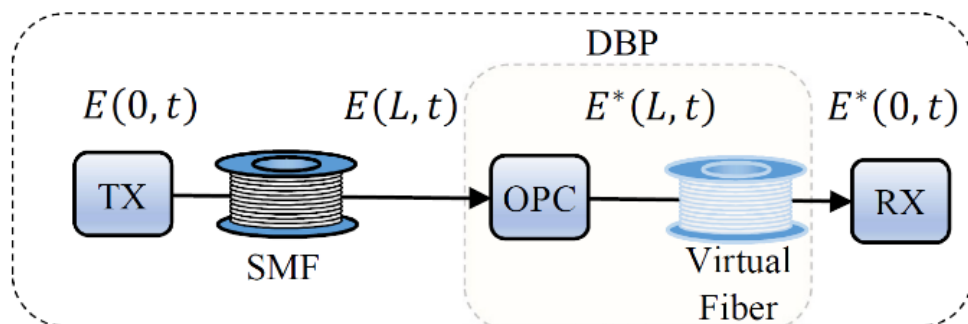 DBP
E(0, t)
E(L, t)
E*(L, t)
E*(0, t)
TX
OPC
RX
SMF
Virtual
Fiber